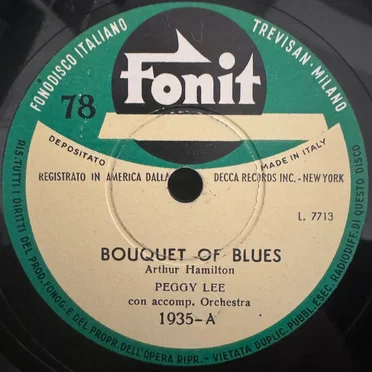 FONODISCO ITALIANO
TREVISAN - MILANO
Fonit
78
DEPOSITATO
MADE IN ITALY
REGISTRATO IN AMERICA DALLA DECCA RECORDS INC. - NEW YORK
L. 7713
BOUQUET OF BLUES
Arthur Hamilton
PEGGY LEE
con accomp. Orchestra
1935-A
RIS. TUTTI I DIRITTI DEL PROD. FONOG. E DEL PROPR. DELL'OPERA RIPR. - VIETATA DUPLIC. PUBBL. ESEC. RADIODIFF. DI QUESTO DISCO